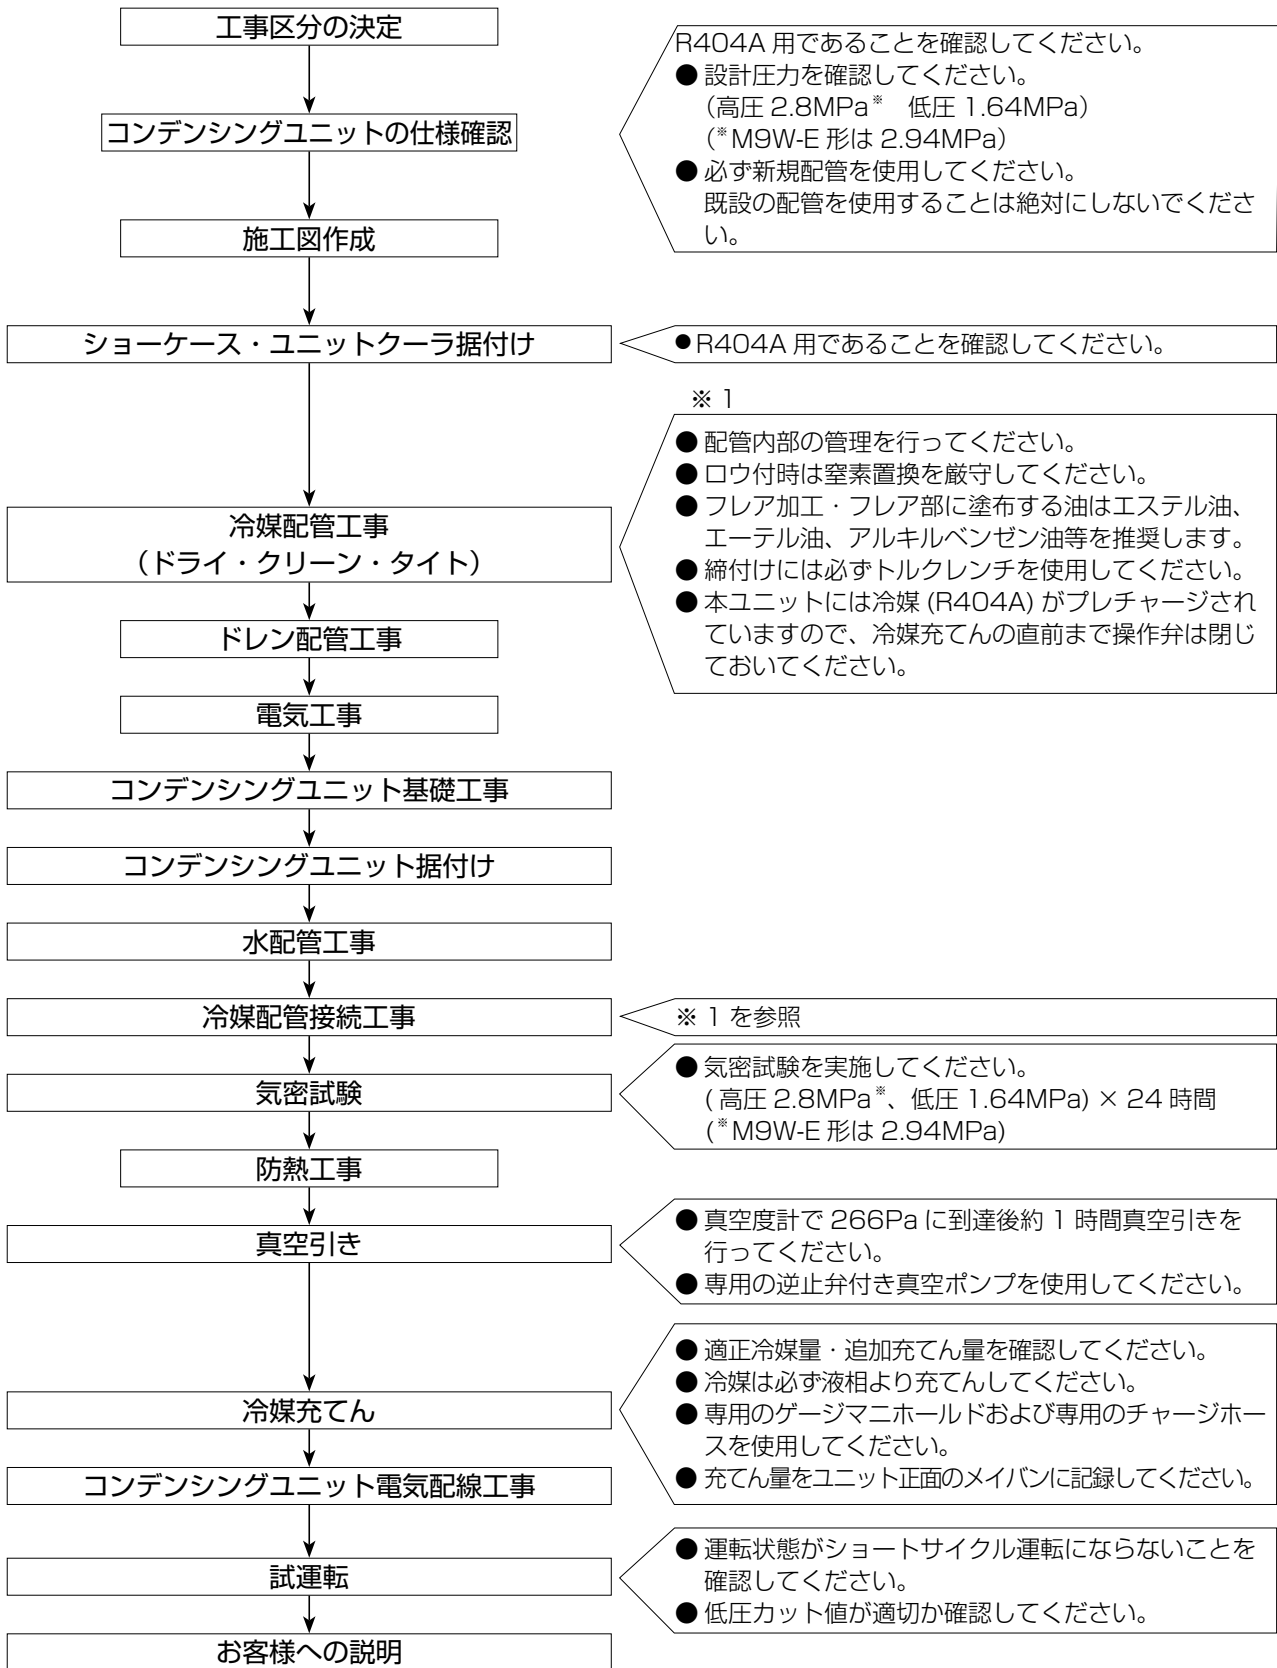 工事区分の決定
コンデンシングユニットの仕様確認
R404A 用であることを確認してください。
● 設計圧力を確認してください。
（高圧 2.8MPa※　低圧 1.64MPa）
（※M9W-E 形は 2.94MPa）
● 必ず新規配管を使用してください。
既設の配管を使用することは絶対にしないでくださ
い。
施工図作成
ショーケース・ユニットクーラ据付け
● R404A 用であることを確認してください。
冷媒配管工事
（ドライ・クリーン・タイト）
※ 1
● 配管内部の管理を行ってください。
● ロウ付時は窒素置換を厳守してください。
● フレア加工・フレア部に塗布する油はエステル油、
エーテル油、アルキルベンゼン油等を推奨します。
● 締付けには必ずトルクレンチを使用してください。
● 本ユニットには冷媒 (R404A) がプレチャージされ
ていますので、冷媒充てんの直前まで操作弁は閉じ
ておいてください。
ドレン配管工事
電気工事
コンデンシングユニット基礎工事
コンデンシングユニット据付け
水配管工事
冷媒配管接続工事
※ 1 を参照
気密試験
● 気密試験を実施してください。
( 高圧 2.8MPa※、低圧 1.64MPa) × 24 時間
(※M9W-E 形は 2.94MPa)
防熱工事
真空引き
● 真空度計で 266Pa に到達後約 1 時間真空引きを
行ってください。
● 専用の逆止弁付き真空ポンプを使用してください。
冷媒充てん
● 適正冷媒量・追加充てん量を確認してください。
● 冷媒は必ず液相より充てんしてください。
● 専用のゲージマニホールドおよび専用のチャージホー
スを使用してください。
● 充てん量をユニット正面のメイバンに記録してください。
コンデンシングユニット電気配線工事
試運転
● 運転状態がショートサイクル運転にならないことを
確認してください。
● 低圧カット値が適切か確認してください。
お客様への説明